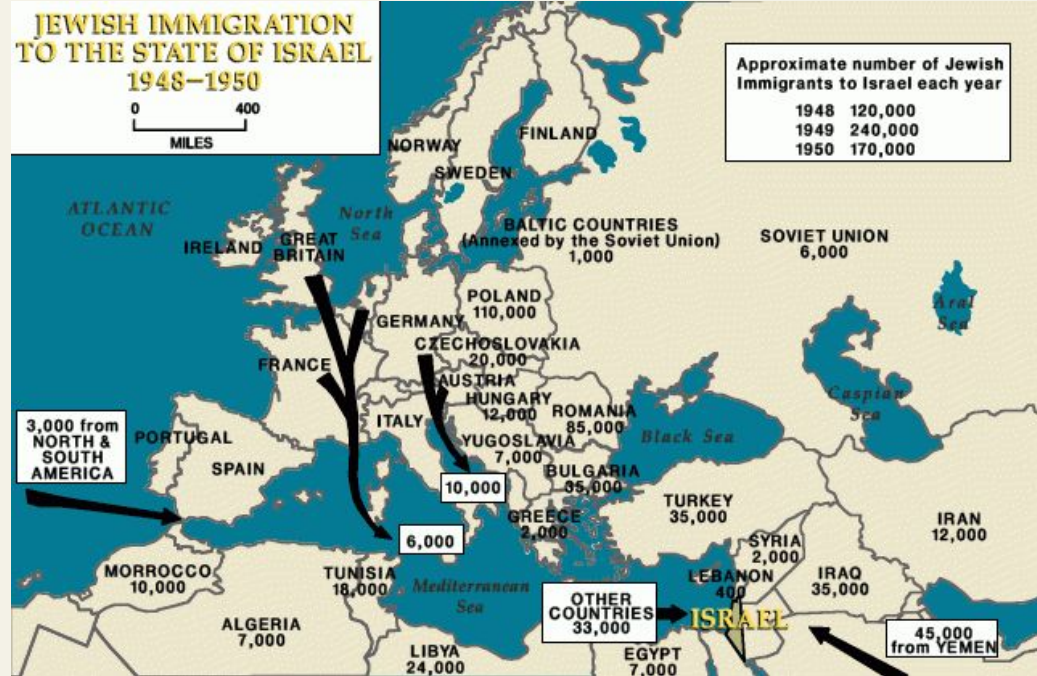 JEWISH IMMIGRATION
TO THE STATE OF ISRAEL
1948–1950
0 400
MILES
Approximate number of Jewish
Immigrants to Israel each year
1948 120,000
1949 240,000
1950 170,000
NORWAY
FINLAND
SWEDEN
ATLANTIC
OCEAN
North
Sea
IRELAND
GREAT
BRITAIN
BALTIC COUNTRIES
(Annexed by the Soviet Union)
1,000
SOVIET UNION
6,000
POLAND
110,000
GERMANY
CZECHOSLOVAKIA
20,000
FRANCE
AUSTRIA
HUNGARY
12,000
ROMANIA
85,000
ITALY
YUGOSLAVIA
7,000
BULGARIA
35,000
Black Sea
Caspian
Sea
Aral
Sea
3,000 from
NORTH &
SOUTH
AMERICA
PORTUGAL
SPAIN
10,000
6,000
GREECE
2,000
TURKEY
35,000
SYRIA
2,000
IRAN
12,000
LEBANON
400
IRAQ
35,000
MORROCCO
10,000
TUNISIA
18,000
Mediterranean
Sea
OTHER
COUNTRIES
33,000
ISRAEL
ALGERIA
7,000
LIBYA
24,000
EGYPT
7,000
45,000
from YEMEN